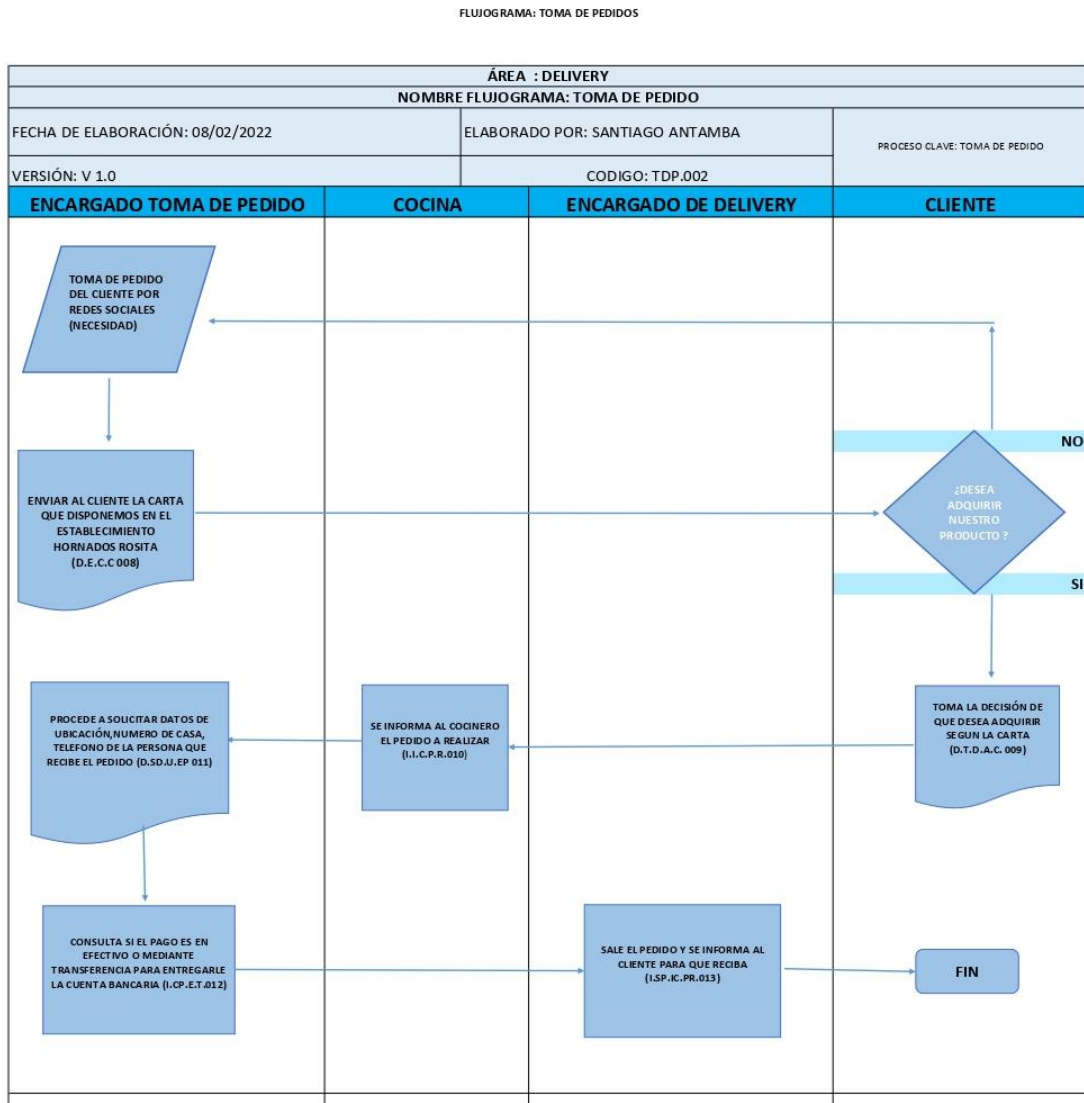 FLUJOGRAMA: TOMA DE PEDIDOS
ÁREA : DELIVERY
NOMBRE FLUJOGRAMA: TOMA DE PEDIDO
FECHA DE ELABORACIÓN: 08/02/2022
ELABORADO POR: SANTIAGO ANTAMBA
PROCESO CLAVE: TOMA DE PEDIDO
VERSIÓN: V 1.0
CODIGO: TDP.002
ENCARGADO TOMA DE PEDIDO
COCINA
ENCARGADO DE DELIVERY
CLIENTE
TOMA DE PEDIDO
DEL CLIENTE POR
REDES SOCIALES
(NECESIDAD)
NO
ENVIAR AL CLIENTE LA CARTA
QUE DISPONEMOS EN EL
ESTABLECIMIENTO
HORNADOS ROSITA
(D.E.C.C 008)
¿DESEA
ADQUIRIR
NUESTRO
PRODUCTO ?
SI
PROCEDE A SOLICITAR DATOS DE
UBICACIÓN,NUMERO DE CASA,
TELEFONO DE LA PERSONA QUE
RECIBE EL PEDIDO (D.SD.U.EP 011)
SE INFORMA AL COCINERO
EL PEDIDO A REALIZAR
(I.I.C.P.R.010)
TOMA LA DECISIÓN DE
QUE DESEA ADQUIRIR
SEGUN LA CARTA
(D.T.D.A.C. 009)
CONSULTA SI EL PAGO ES EN
EFECTIVO O MEDIANTE
TRANSFERENCIA PARA ENTREGARLE
LA CUENTA BANCARIA (I.CP.E.T.012)
SALE EL PEDIDO Y SE INFORMA AL
CLIENTE PARA QUE RECIBA
(I.SP.IC.PR.013)
FIN